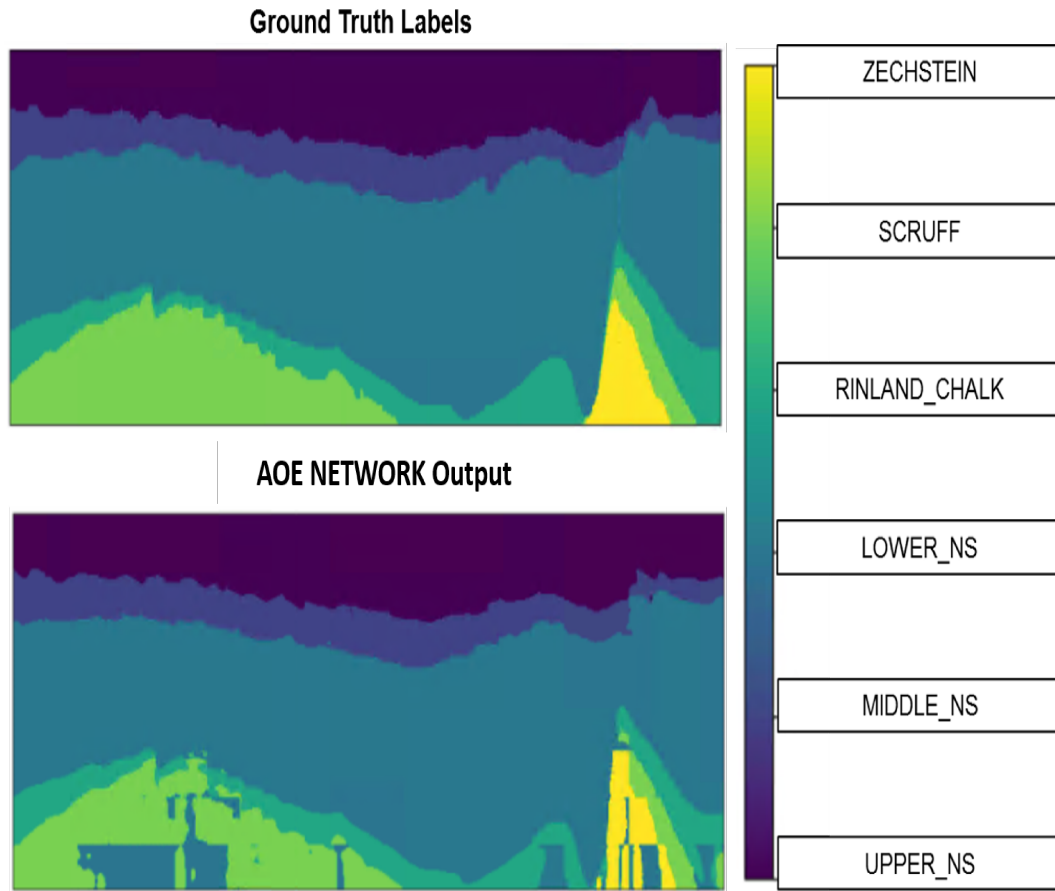 Ground Truth Labels
AOE NETWORK Output
ZECHSTEIN
SCRUFF
RINLAND_CHALK
LOWER_NS
MIDDLE_NS
UPPER_NS